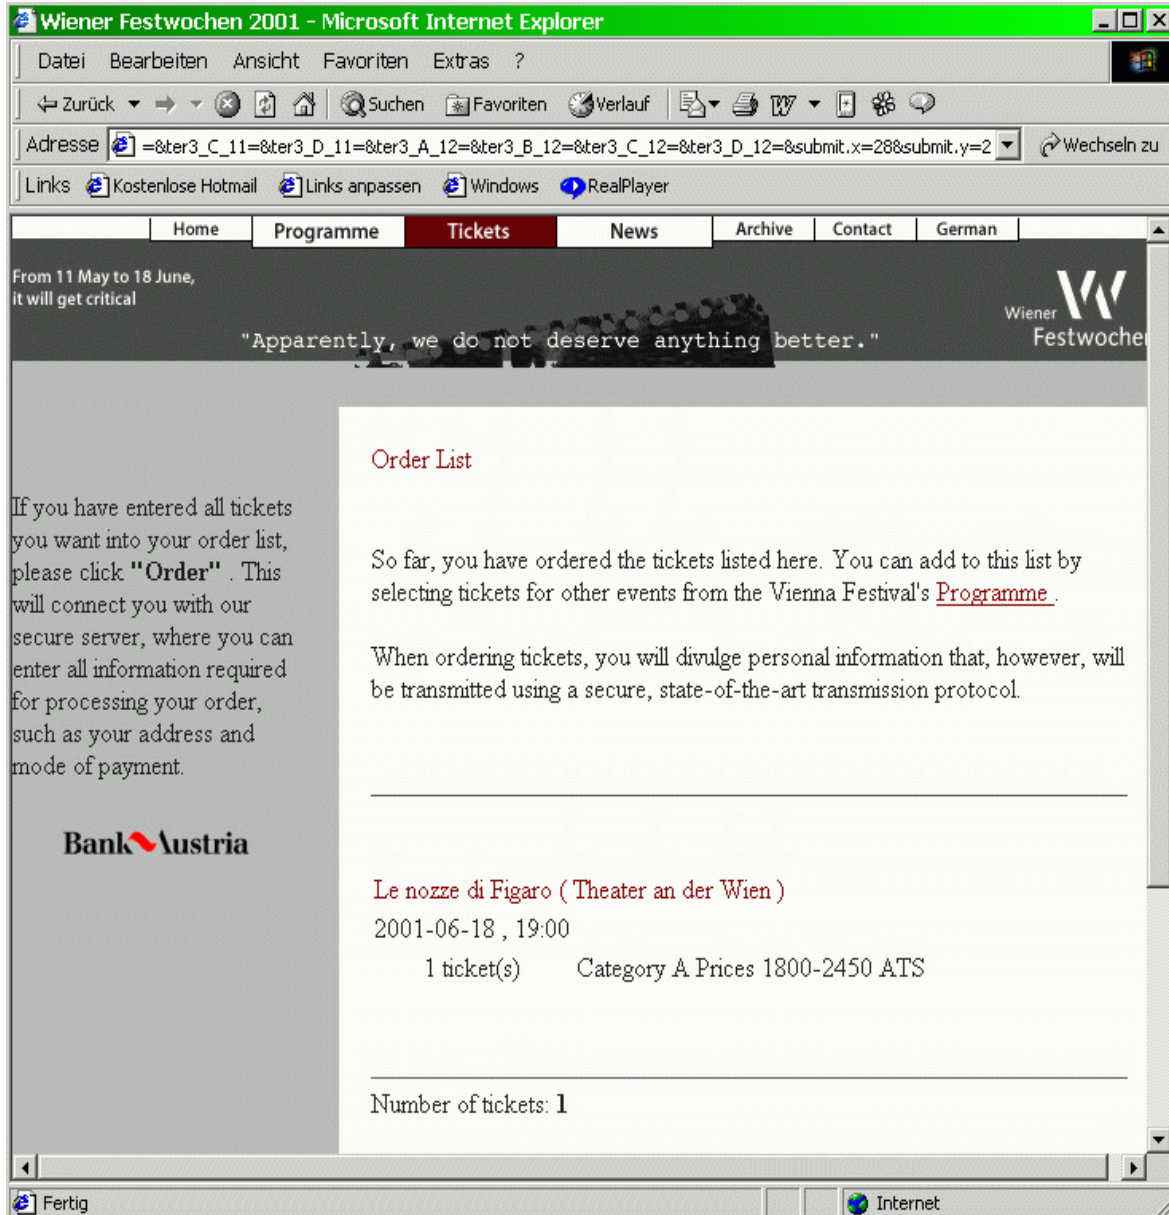 Wiener Festwochen 2001 - Microsoft Internet Explorer
Datei Bearbeiten Ansicht Favoriten Extras ?
Zurück Suchen Favoriten Verlauf
Adresse =&ter3_C_11=&ter3_D_11=&ter3_A_12=&ter3_B_12=&ter3_C_12=&ter3_D_12=&submit.x=28&submit.y=2 Wechseln zu
Links Kostenlose Hotmail Links anpassen Windows RealPlayer
Home Programme Tickets News Archive Contact German
From 11 May to 18 June,
it will get critical
Wiener
Festwochen
"Apparently, we do not deserve anything better."
If you have entered all tickets
you want into your order list,
please click "Order" . This
will connect you with our
secure server, where you can
enter all information required
for processing your order,
such as your address and
mode of payment.
Bank Austria
Order List
So far, you have ordered the tickets listed here. You can add to this list by
selecting tickets for other events from the Vienna Festival's Programme .
When ordering tickets, you will divulge personal information that, however, will
be transmitted using a secure, state-of-the-art transmission protocol.
Le nozze di Figaro ( Theater an der Wien )
2001-06-18 , 19:00
1 ticket(s) Category A Prices 1800-2450 ATS
Number of tickets: 1
Fertig Internet